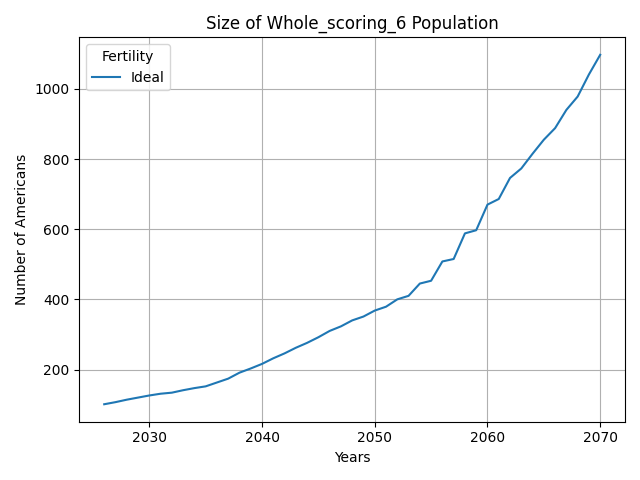 Size of Whole_scoring_6 Population
Fertility
Ideal
Number of Americans
1000
800
600
400
200
2030
2040
2050
2060
2070
Years